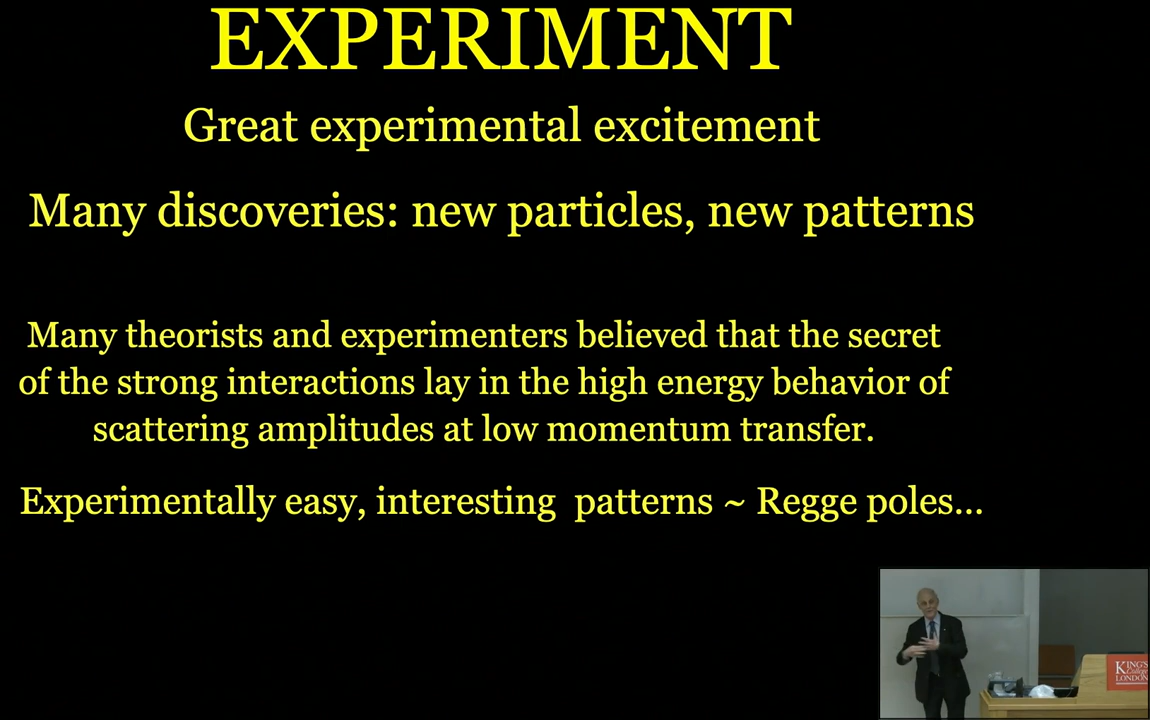 EXPERIMENT
Great experimental excitement
Many discoveries: new particles, new patterns
Many theorists and experimenters believed that the secret
of the strong interactions lay in the high energy behavior of
scattering amplitudes at low momentum transfer.
Experimentally easy, interesting  patterns ~ Regge poles...
KING'S
College
LONDON